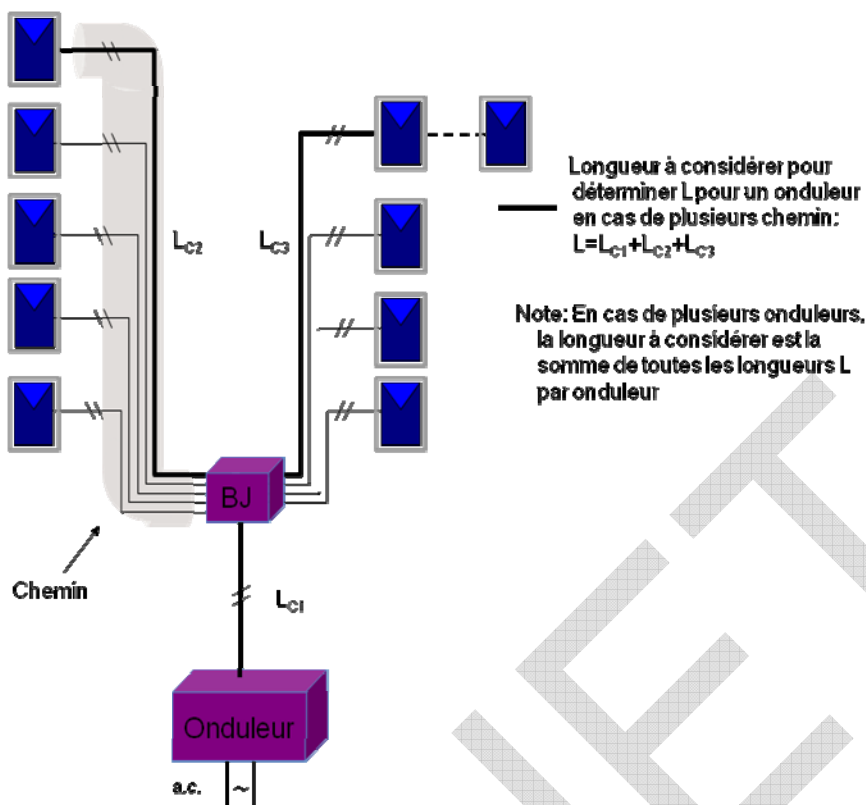 Longueur à considérer pour
déterminer L pour un onduleur
en cas de plusieurs chemin:
L=LC1+LC2+LC3
LC2
LC3
Note: En cas de plusieurs onduleurs,
la longueur à considérer est la
somme de toutes les longueurs L
par onduleur
BJ
Chemin
LC1
Onduleur
a.c.
~